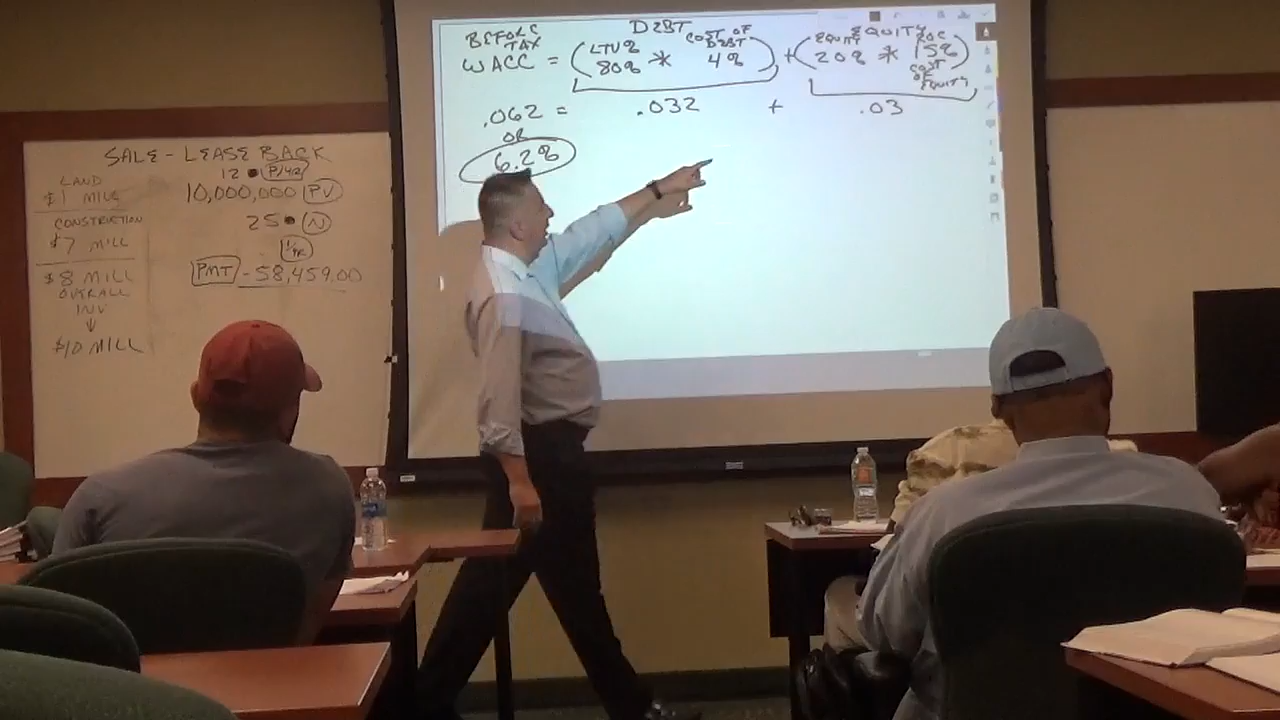 BEFORE TAX WACC = (LTV% 80% * COST OF DEBT 4%) + (EQUITY 20% * ROC 15%)
DEBT
EQUITY
COST
OF
EQUITY
.062 = .032 + .03
OR
6.2%
SALE - LEASE BACK
12 P/YR
10,000,000 PV
25 N
I/YR
PMT -58,459.00
LAND
$1 MILL
CONSTRUCTION
$7 MILL
$8 MILL
OVERALL
INV
↓
$10 MILL